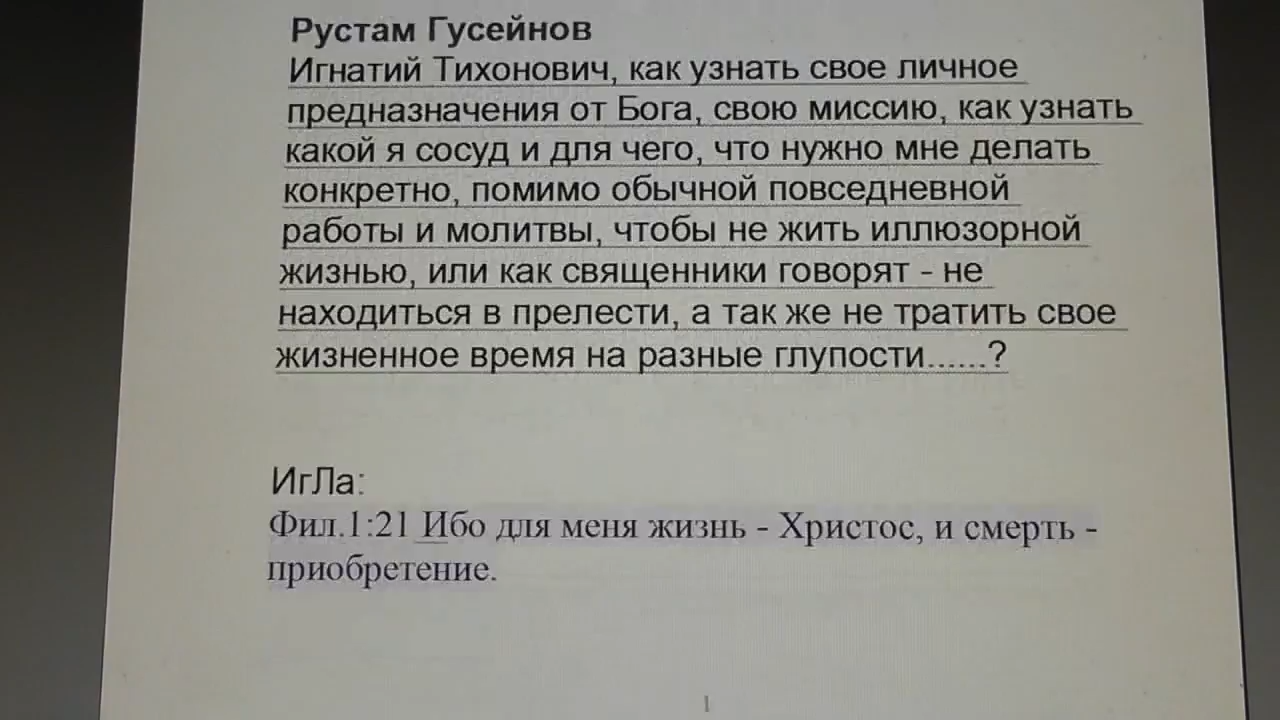 Рустам Гусейнов
Игнатий Тихонович, как узнать свое личное
предназначения от Бога, свою миссию, как узнать
какой я сосуд и для чего, что нужно мне делать
конкретно, помимо обычной повседневной
работы и молитвы, чтобы не жить иллюзорной
жизнью, или как священники говорят - не
находиться в прелести, а так же не тратить свое
жизненное время на разные глупости......?
ИгЛа:
Фил.1:21 Ибо для меня жизнь - Христос, и смерть -
приобретение.
1